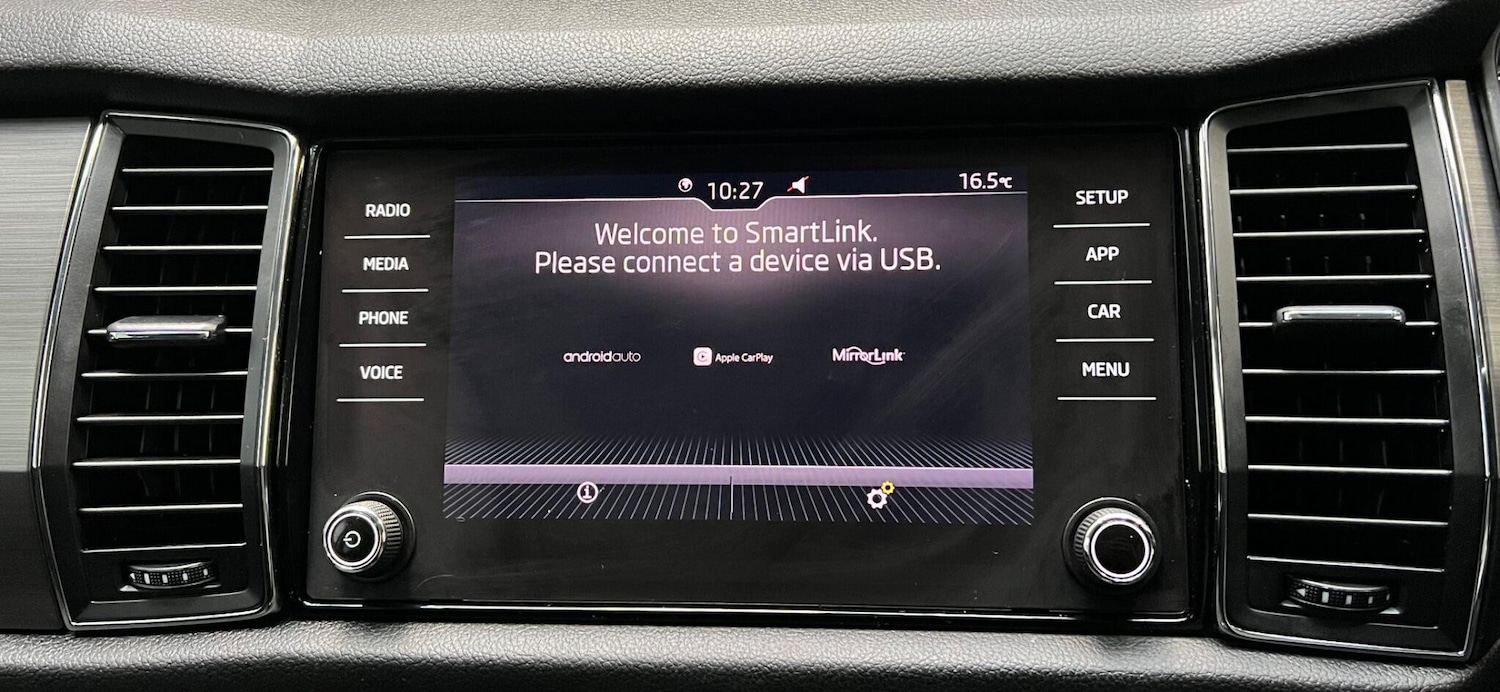 RADIO
MEDIA
PHONE
VOICE
10:27
16.5°C
Welcome to SmartLink.
Please connect a device via USB.
androidauto
Apple CarPlay
MirrorLink
SETUP
APP
CAR
MENU